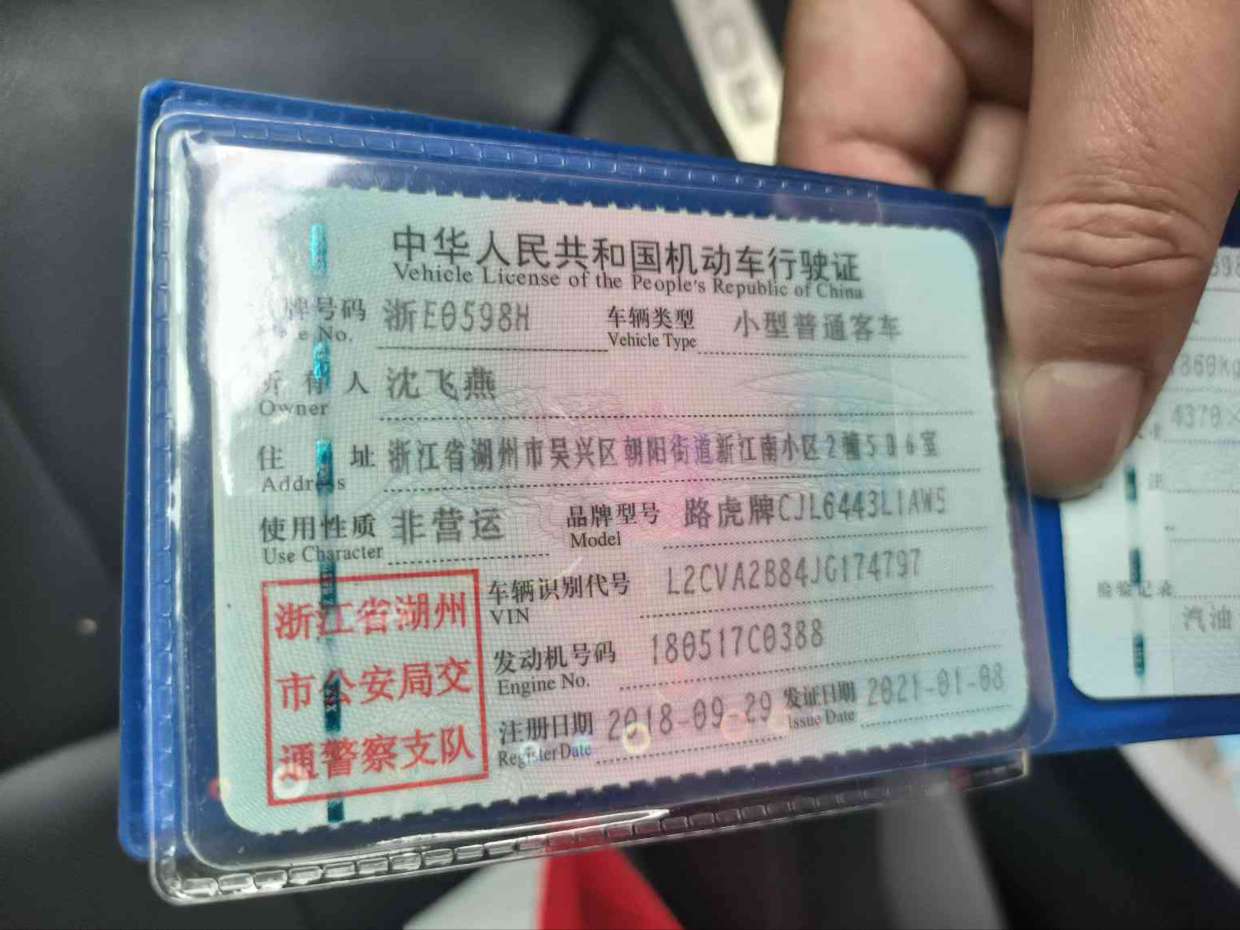 中华人民共和国机动车行驶证
Vehicle License of the People's Republic of China
牌号码 浙E0598H 车辆类型 小型普通客车
e No. Vehicle Type
所有人 沈飞燕
Owner
住址 浙江省湖州市吴兴区朝阳街道新江南小区2幢506室
Address
使用性质 非营运 品牌型号 路虎牌CJL6443L1AW5
Use Character Model
浙江省湖州
市公安局交
通警察支队
车辆识别代号 L2CVA2B84JG174797
VIN
发动机号码 180517C0388
Engine No.
注册日期 2018-09-29 发证日期 2021-01-08
Register Date Issue Date
598
860kg
4370
检验记录
汽油